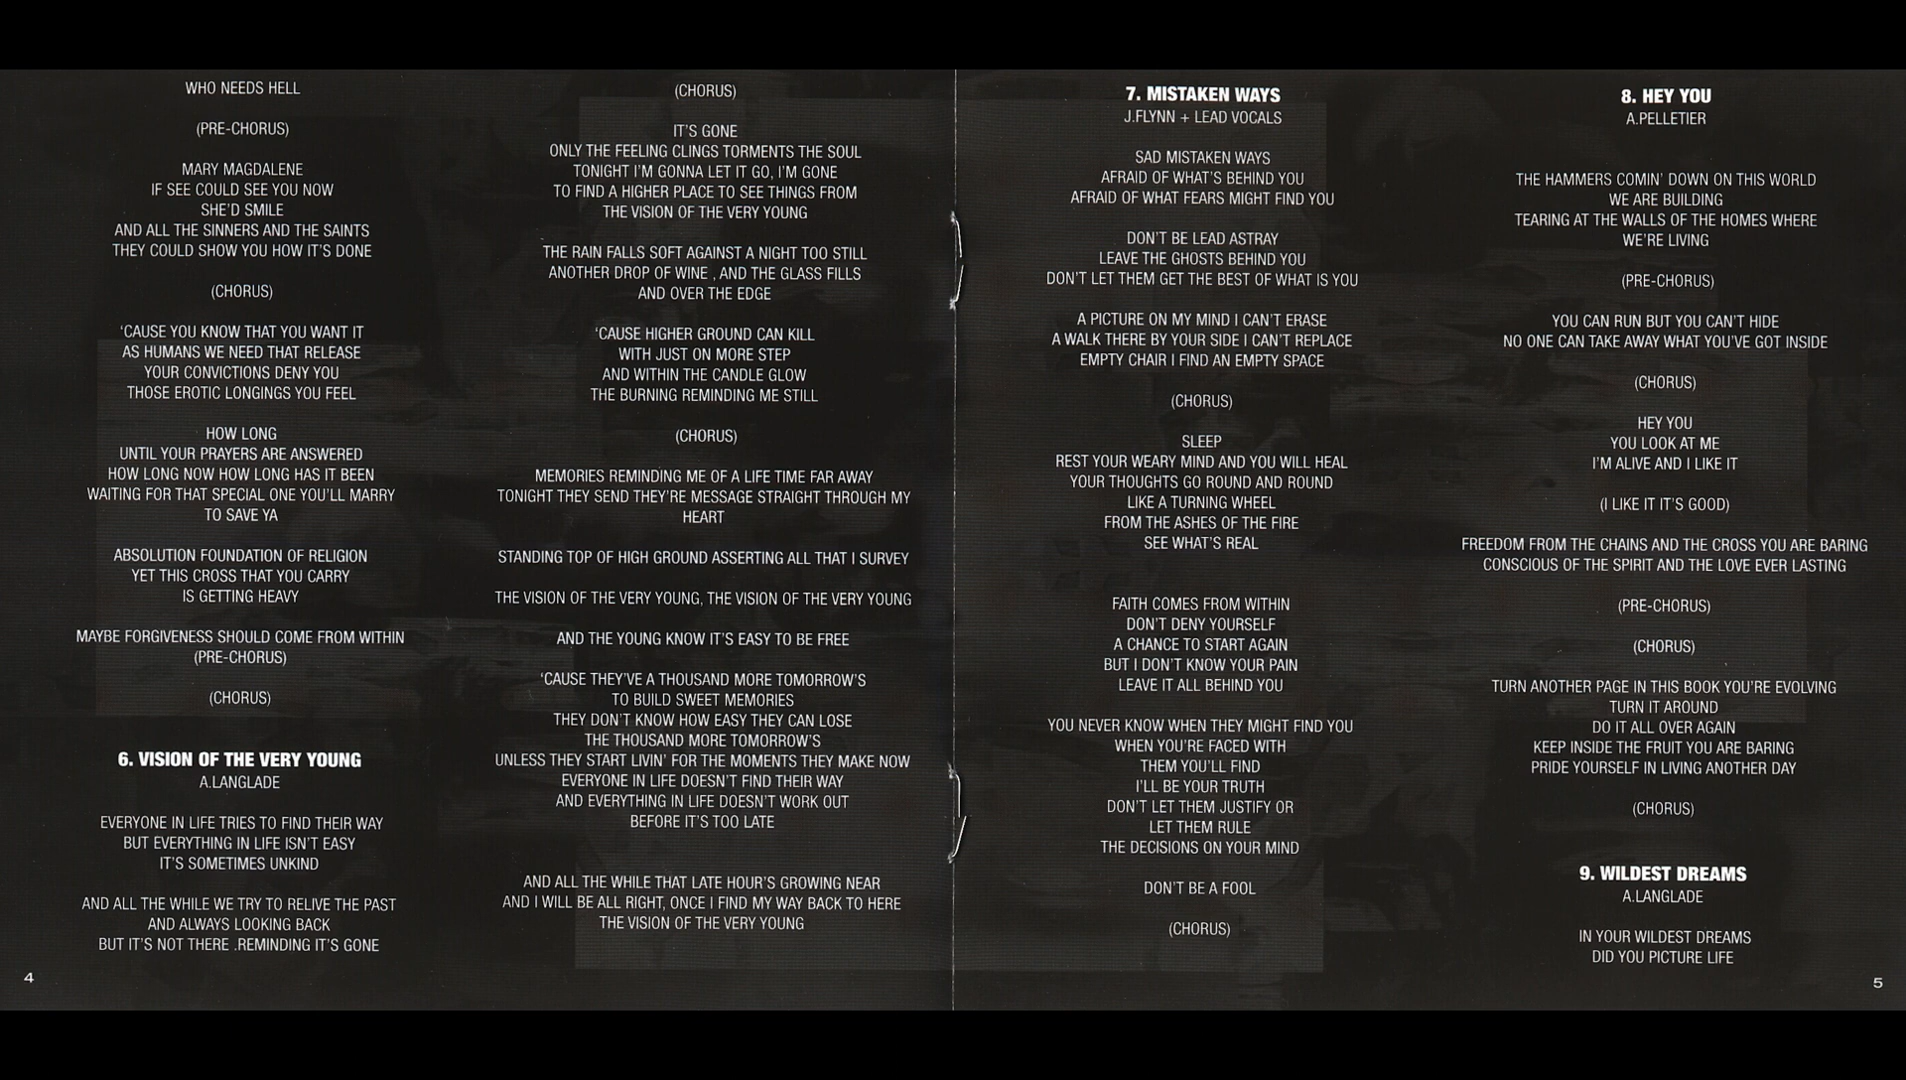 WHO NEEDS HELL
(PRE-CHORUS)
MARY MAGDALENE
IF SEE COULD SEE YOU NOW
SHE'D SMILE
AND ALL THE SINNERS AND THE SAINTS
THEY COULD SHOW YOU HOW IT'S DONE
(CHORUS)
'CAUSE YOU KNOW THAT YOU WANT IT
AS HUMANS WE NEED THAT RELEASE
YOUR CONVICTIONS DENY YOU
THOSE EROTIC LONGINGS YOU FEEL
HOW LONG
UNTIL YOUR PRAYERS ARE ANSWERED
HOW LONG NOW HOW LONG HAS IT BEEN
WAITING FOR THAT SPECIAL ONE YOU'LL MARRY
TO SAVE YA
ABSOLUTION FOUNDATION OF RELIGION
YET THIS CROSS THAT YOU CARRY
IS GETTING HEAVY
MAYBE FORGIVENESS SHOULD COME FROM WITHIN
(PRE-CHORUS)
(CHORUS)
6. VISION OF THE VERY YOUNG
A.LANGLADE
EVERYONE IN LIFE TRIES TO FIND THEIR WAY
BUT EVERYTHING IN LIFE ISN'T EASY
IT'S SOMETIMES UNKIND
AND ALL THE WHILE WE TRY TO RELIVE THE PAST
AND ALWAYS LOOKING BACK
BUT IT'S NOT THERE .REMINDING IT'S GONE
4
(CHORUS)
IT'S GONE
ONLY THE FEELING CLINGS TORMENTS THE SOUL
TONIGHT I'M GONNA LET IT GO, I'M GONE
TO FIND A HIGHER PLACE TO SEE THINGS FROM
THE VISION OF THE VERY YOUNG
THE RAIN FALLS SOFT AGAINST A NIGHT TOO STILL
ANOTHER DROP OF WINE , AND THE GLASS FILLS
AND OVER THE EDGE
'CAUSE HIGHER GROUND CAN KILL
WITH JUST ON MORE STEP
AND WITHIN THE CANDLE GLOW
THE BURNING REMINDING ME STILL
(CHORUS)
MEMORIES REMINDING ME OF A LIFE TIME FAR AWAY
TONIGHT THEY SEND THEY'RE MESSAGE STRAIGHT THROUGH MY
HEART
STANDING TOP OF HIGH GROUND ASSERTING ALL THAT I SURVEY
THE VISION OF THE VERY YOUNG, THE VISION OF THE VERY YOUNG
AND THE YOUNG KNOW IT'S EASY TO BE FREE
'CAUSE THEY'VE A THOUSAND MORE TOMORROW'S
TO BUILD SWEET MEMORIES
THEY DON'T KNOW HOW EASY THEY CAN LOSE
THE THOUSAND MORE TOMORROW'S
UNLESS THEY START LIVIN' FOR THE MOMENTS THEY MAKE NOW
EVERYONE IN LIFE DOESN'T FIND THEIR WAY
AND EVERYTHING IN LIFE DOESN'T WORK OUT
BEFORE IT'S TOO LATE
AND ALL THE WHILE THAT LATE HOUR'S GROWING NEAR
AND I WILL BE ALL RIGHT, ONCE I FIND MY WAY BACK TO HERE
THE VISION OF THE VERY YOUNG
7. MISTAKEN WAYS
J.FLYNN + LEAD VOCALS
SAD MISTAKEN WAYS
AFRAID OF WHAT'S BEHIND YOU
AFRAID OF WHAT FEARS MIGHT FIND YOU
DON'T BE LEAD ASTRAY
LEAVE THE GHOSTS BEHIND YOU
DON'T LET THEM GET THE BEST OF WHAT IS YOU
A PICTURE ON MY MIND I CAN'T ERASE
A WALK THERE BY YOUR SIDE I CAN'T REPLACE
EMPTY CHAIR I FIND AN EMPTY SPACE
(CHORUS)
SLEEP
REST YOUR WEARY MIND AND YOU WILL HEAL
YOUR THOUGHTS GO ROUND AND ROUND
LIKE A TURNING WHEEL
FROM THE ASHES OF THE FIRE
SEE WHAT'S REAL
FAITH COMES FROM WITHIN
DON'T DENY YOURSELF
A CHANCE TO START AGAIN
BUT I DON'T KNOW YOUR PAIN
LEAVE IT ALL BEHIND YOU
YOU NEVER KNOW WHEN THEY MIGHT FIND YOU
WHEN YOU'RE FACED WITH
THEM YOU'LL FIND
I'LL BE YOUR TRUTH
DON'T LET THEM JUSTIFY OR
LET THEM RULE
THE DECISIONS ON YOUR MIND
DON'T BE A FOOL
(CHORUS)
8. HEY YOU
A.PELLETIER
THE HAMMERS COMIN' DOWN ON THIS WORLD
WE ARE BUILDING
TEARING AT THE WALLS OF THE HOMES WHERE
WE'RE LIVING
(PRE-CHORUS)
YOU CAN RUN BUT YOU CAN'T HIDE
NO ONE CAN TAKE AWAY WHAT YOU'VE GOT INSIDE
(CHORUS)
HEY YOU
YOU LOOK AT ME
I'M ALIVE AND I LIKE IT
(I LIKE IT IT'S GOOD)
FREEDOM FROM THE CHAINS AND THE CROSS YOU ARE BARING
CONSCIOUS OF THE SPIRIT AND THE LOVE EVER LASTING
(PRE-CHORUS)
(CHORUS)
TURN ANOTHER PAGE IN THIS BOOK YOU'RE EVOLVING
TURN IT AROUND
DO IT ALL OVER AGAIN
KEEP INSIDE THE FRUIT YOU ARE BARING
PRIDE YOURSELF IN LIVING ANOTHER DAY
(CHORUS)
9. WILDEST DREAMS
A.LANGLADE
IN YOUR WILDEST DREAMS
DID YOU PICTURE LIFE
5